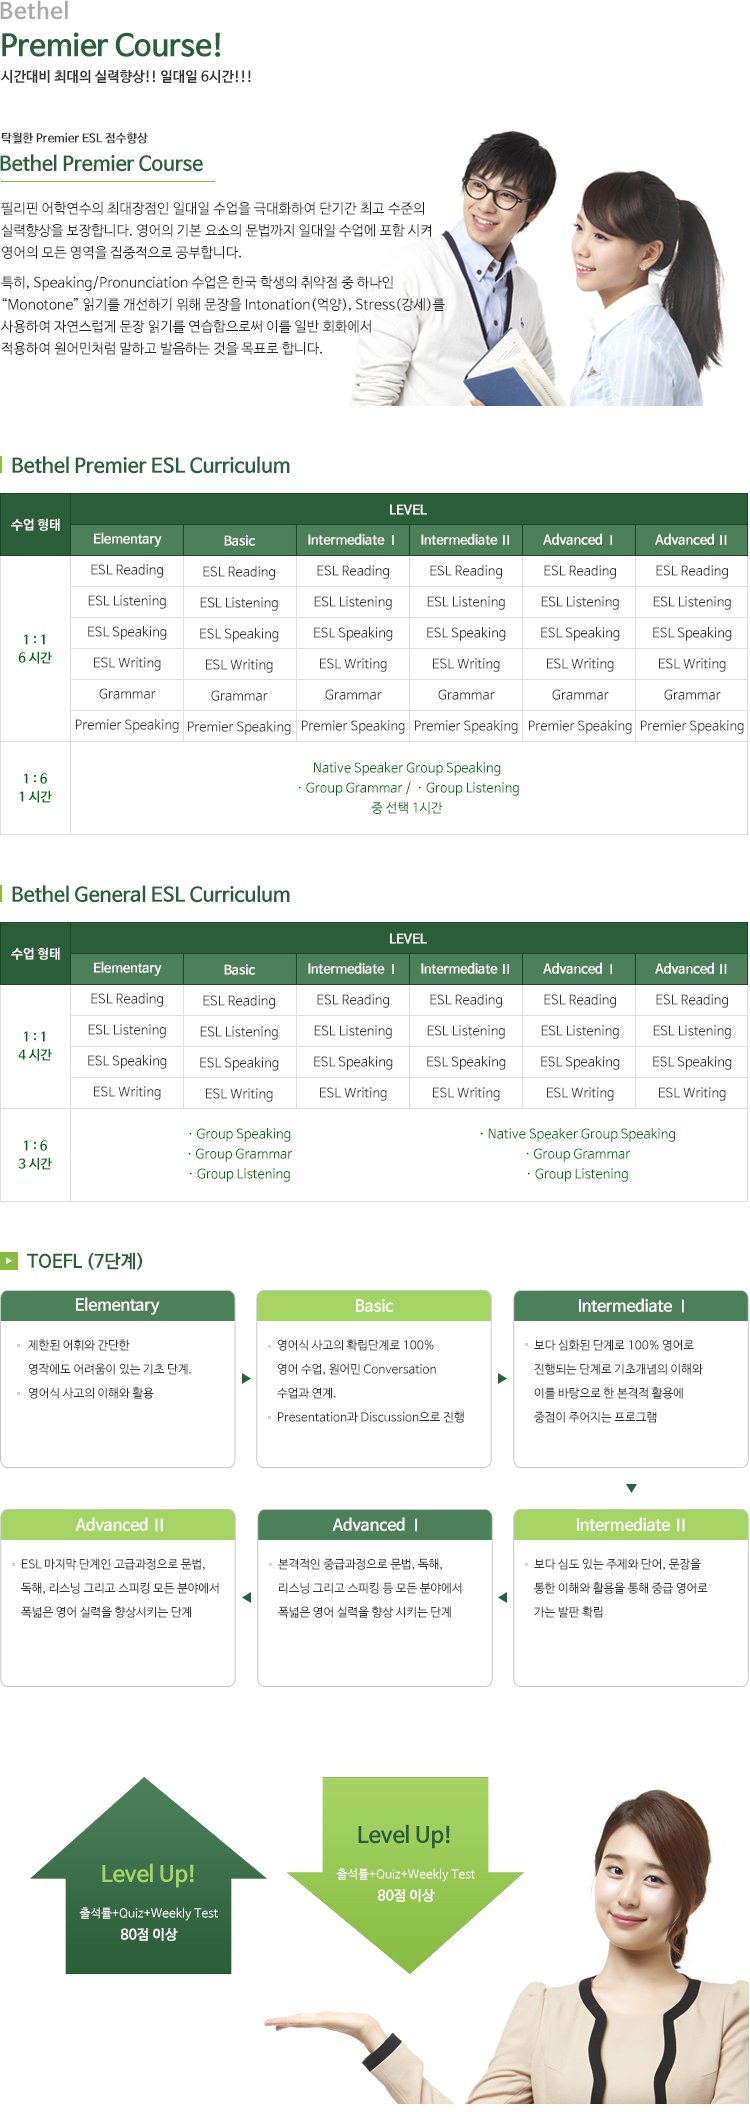 Bethel
Premier Course!
시간대비 최대의 실력향상!! 일대일 6시간!!!
탁월한 Premier ESL 점수향상
Bethel Premier Course
필리핀 어학연수의 최대장점인 일대일 수업을 극대화하여 단기간 최고 수준의
실력향상을 보장합니다. 영어의 기본 요소의 문법까지 일대일 수업에 포함 시켜
영어의 모든 영역을 집중적으로 공부합니다.
특히, Speaking/Pronunciation 수업은 한국 학생의 취약점 중 하나인
“Monotone” 읽기를 개선하기 위해 문장을 Intonation(억양), Stress(강세)를
사용하여 자연스럽게 문장 읽기를 연습함으로써 이를 일반 회화에서
적용하여 원어민처럼 말하고 발음하는 것을 목표로 합니다.
Bethel Premier ESL Curriculum
수업 형태 LEVEL
Elementary Basic Intermediate Ⅰ Intermediate Ⅱ Advanced Ⅰ Advanced Ⅱ
1 : 1
6 시간
ESL Reading ESL Reading ESL Reading ESL Reading ESL Reading ESL Reading
ESL Listening ESL Listening ESL Listening ESL Listening ESL Listening ESL Listening
ESL Speaking ESL Speaking ESL Speaking ESL Speaking ESL Speaking ESL Speaking
ESL Writing ESL Writing ESL Writing ESL Writing ESL Writing ESL Writing
Grammar Grammar Grammar Grammar Grammar Grammar
Premier Speaking Premier Speaking Premier Speaking Premier Speaking Premier Speaking Premier Speaking
1 : 6
1 시간
Native Speaker Group Speaking
· Group Grammar / · Group Listening
중 선택 1시간
Bethel General ESL Curriculum
수업 형태 LEVEL
Elementary Basic Intermediate Ⅰ Intermediate Ⅱ Advanced Ⅰ Advanced Ⅱ
1 : 1
4 시간
ESL Reading ESL Reading ESL Reading ESL Reading ESL Reading ESL Reading
ESL Listening ESL Listening ESL Listening ESL Listening ESL Listening ESL Listening
ESL Speaking ESL Speaking ESL Speaking ESL Speaking ESL Speaking ESL Speaking
ESL Writing ESL Writing ESL Writing ESL Writing ESL Writing ESL Writing
1 : 6
3 시간
· Group Speaking
· Group Grammar
· Group Listening
· Native Speaker Group Speaking
· Group Grammar
· Group Listening
TOEFL (7단계)
Elementary
제한된 어휘와 간단한
영작에도 어려움이 있는 기초 단계.
영어식 사고의 이해와 활용
Basic
영어식 사고의 확립단계로 100%
영어 수업, 원어민 Conversation
수업과 연계.
Presentation과 Discussion으로 진행
Intermediate Ⅰ
보다 심화된 단계로 100% 영어로
진행되는 단계로 기초개념의 이해와
이를 바탕으로 한 본격적 활용에
중점이 주어지는 프로그램
Advanced Ⅱ
ESL 마지막 단계인 고급과정으로 문법,
독해, 리스닝 그리고 스피킹 모든 분야에서
폭넓은 영어 실력을 향상시키는 단계
Advanced Ⅰ
본격적인 중급과정으로 문법, 독해,
리스닝 그리고 스피킹 등 모든 분야에서
폭넓은 영어 실력을 향상 시키는 단계
Intermediate Ⅱ
보다 심도 있는 주제와 단어, 문장을
통한 이해와 활용을 통해 중급 영어로
가는 발판 확립
Level Up!
출석률+Quiz+Weekly Test
80점 이상
Level Up!
출석률+Quiz+Weekly Test
80점 이상